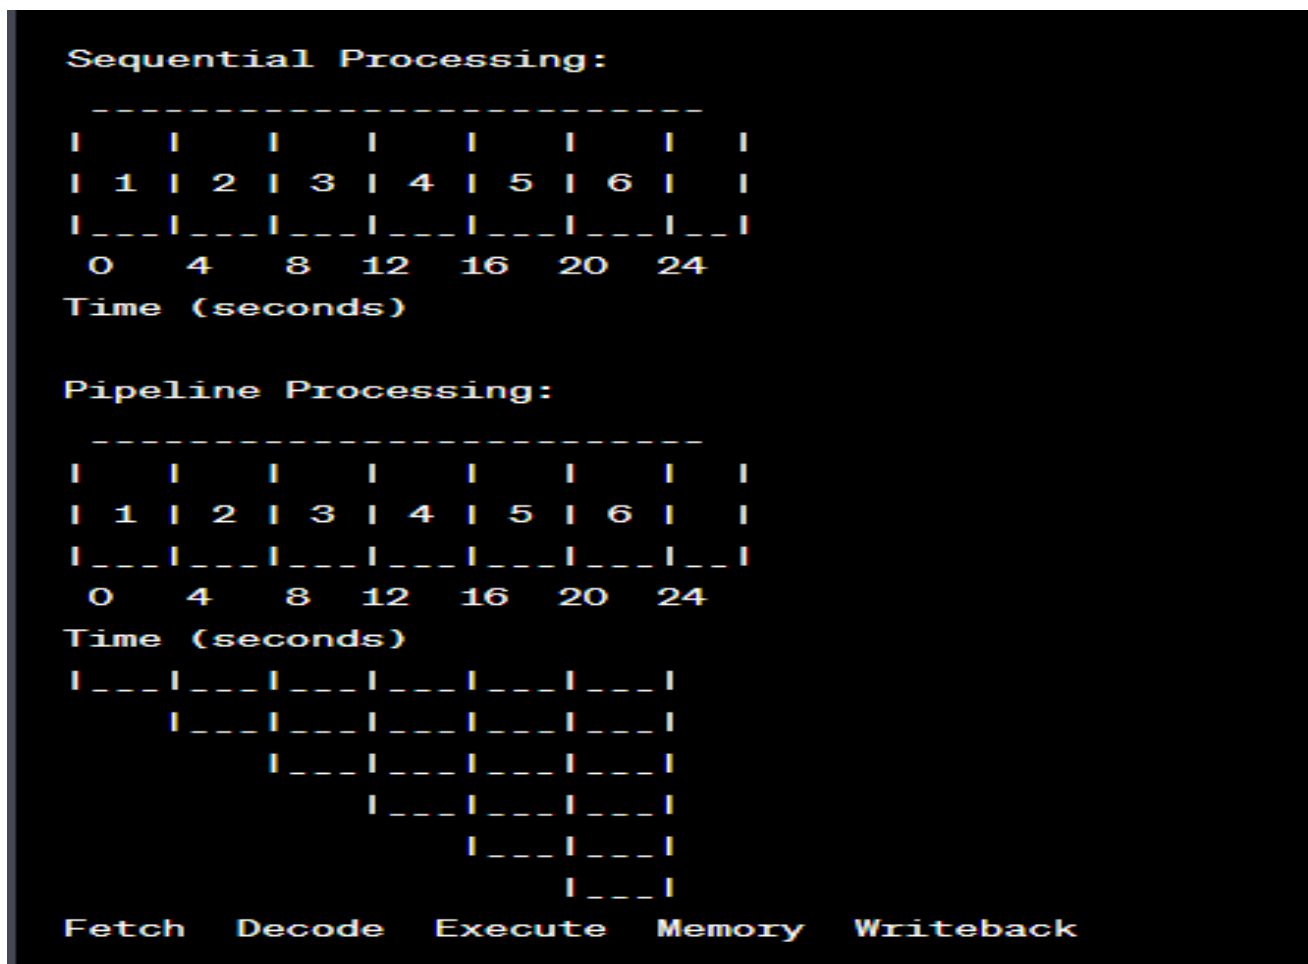 Sequential Processing:
1 2 3 4 5 6
0 4 8 12 16 20 24
Time (seconds)
Pipeline Processing:
1 2 3 4 5 6
0 4 8 12 16 20 24
Time (seconds)
Fetch Decode Execute Memory Writeback